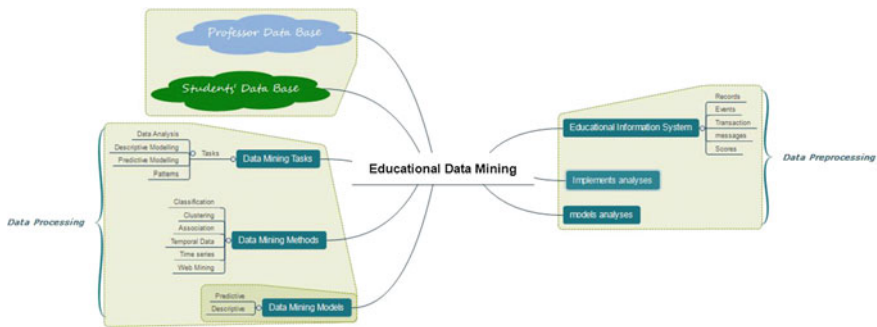 Professor Data Base
Students' Data Base
Data Analysis
Descriptive Modelling
Predictive Modelling
Patterns
Tasks
Data Mining Tasks
Classification
Clustering
Association
Temporal Data
Time series
Web Mining
Data Mining Methods
Predictive
Descriptive
Data Mining Models
Data Processing
Educational Data Mining
Educational Information System
Records
Events
Transaction
messages
Scores
Implements analyses
models analyses
Data Preprocessing